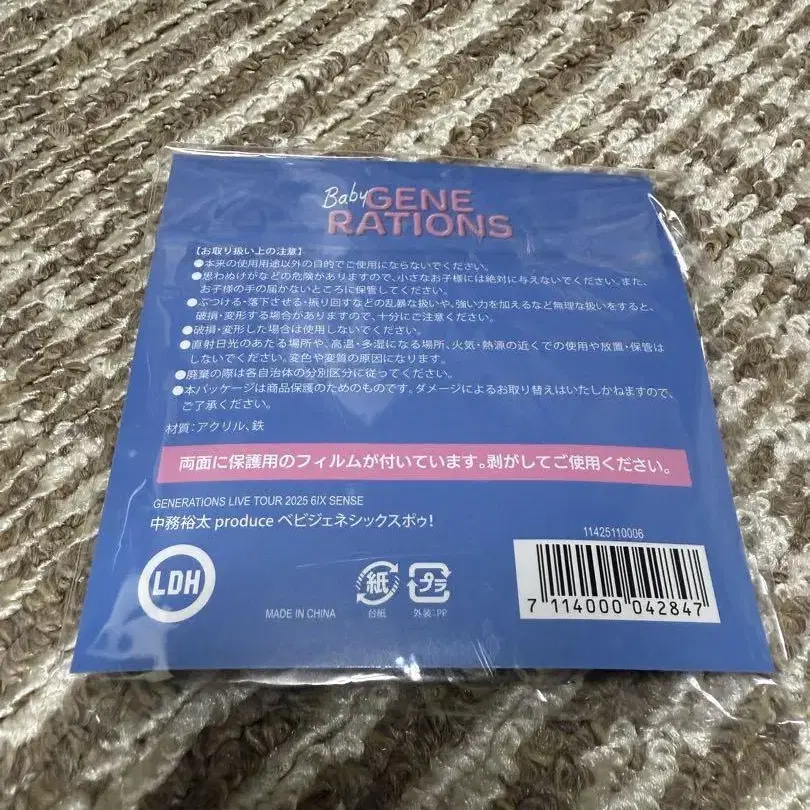 Baby GENE
RATIONS
【お取り扱い上の注意】
●本来の使用用途以外の目的でご使用にならないでください。
●思わぬけがなどの危険がありますので、小さなお子様には絶対に与えないでください。また、
お子様の手の届かないところに保管してください。
●ぶつける・落下させる・振り回すなどの乱暴な扱いや、強い力を加えるなど無理な扱いをすると、
破損・変形する場合がありますので、十分にご注意ください。
●破損・変形した場合は使用しないでください。
●直射日光のあたる場所や、高温・多湿になる場所、火気・熱源の近くでの使用や放置・保管は
しないでください。変色や変質の原因になります。
●廃棄の際は各自治体の分別区分に従ってください。
●本パッケージは商品保護のためのものです。ダメージによるお取り替えはいたしかねますので、
ご了承ください。
材質：アクリル、鉄
両面に保護用のフィルムが付いています。剥がしてご使用ください。
GENERATIONS LIVE TOUR 2025 6IX SENSE
中務裕太 produce ベビジェネシックスポゥ！
LDH
MADE IN CHINA
紙
台紙
プラ
外装：PP
11425110006
7 114000 042847